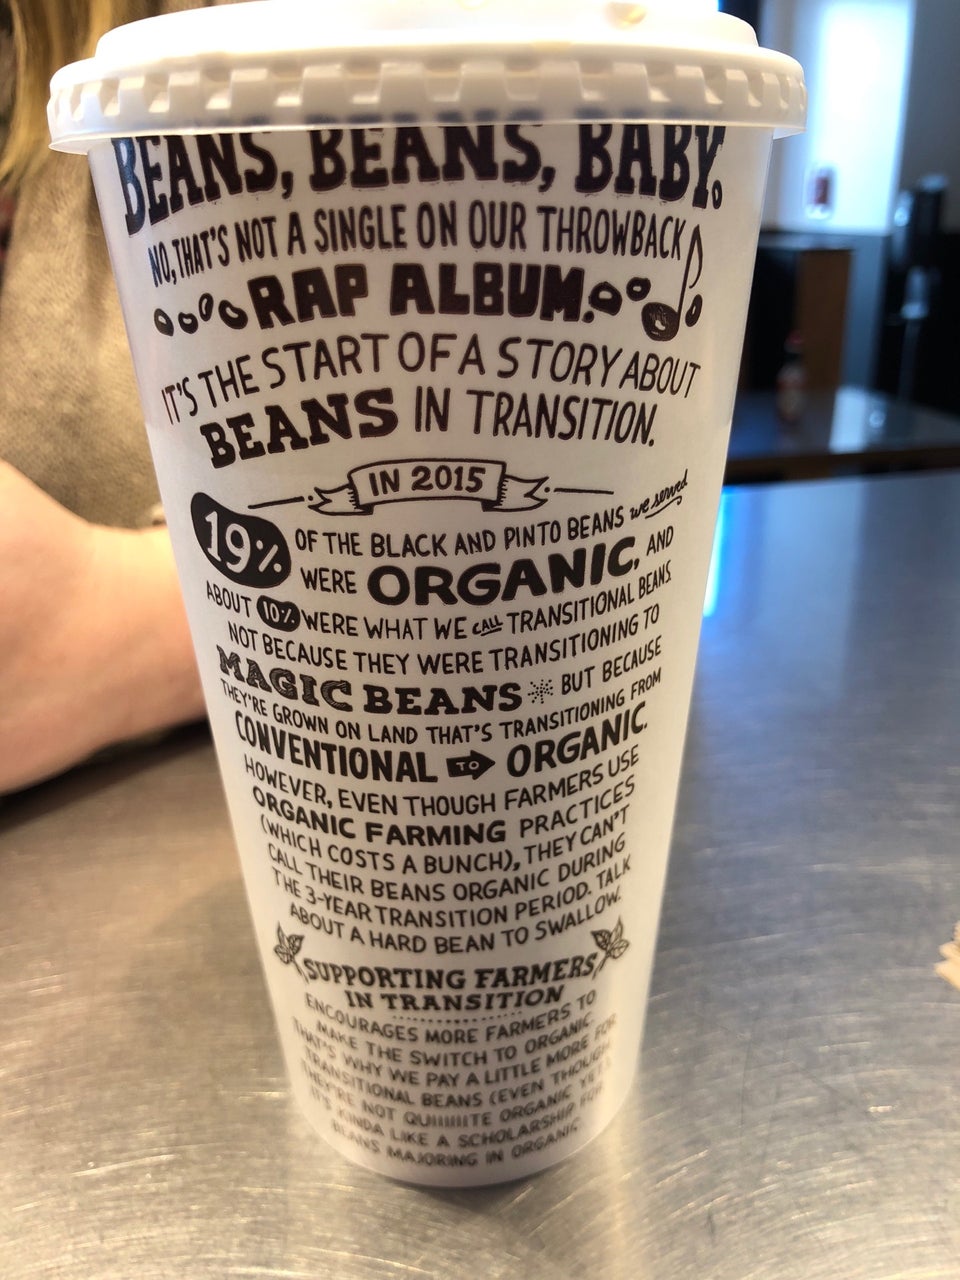 BEANS, BEANS, BABY.
NO, THAT'S NOT A SINGLE ON OUR THROWBACK
RAP ALBUM.
IT'S THE START OF A STORY ABOUT
BEANS IN TRANSITION.
IN 2015
19% OF THE BLACK AND PINTO BEANS we served
WERE ORGANIC, AND
ABOUT 10% WERE WHAT WE CALL TRANSITIONAL BEANS.
NOT BECAUSE THEY WERE TRANSITIONING TO
MAGIC BEANS BUT BECAUSE
THEY'RE GROWN ON LAND THAT'S TRANSITIONING FROM
CONVENTIONAL TO ORGANIC.
HOWEVER, EVEN THOUGH FARMERS USE
ORGANIC FARMING PRACTICES
(WHICH COSTS A BUNCH), THEY CAN'T
CALL THEIR BEANS ORGANIC DURING
THE 3-YEAR TRANSITION PERIOD. TALK
ABOUT A HARD BEAN TO SWALLOW.
SUPPORTING FARMERS
IN TRANSITION
ENCOURAGES MORE FARMERS TO
MAKE THE SWITCH TO ORGANIC.
THAT'S WHY WE PAY A LITTLE MORE FOR
TRANSITIONAL BEANS (EVEN THOUGH
THEY'RE NOT QUIIIIIITE ORGANIC YET).
IT'S KINDA LIKE A SCHOLARSHIP FOR
BEANS MAJORING IN ORGANIC